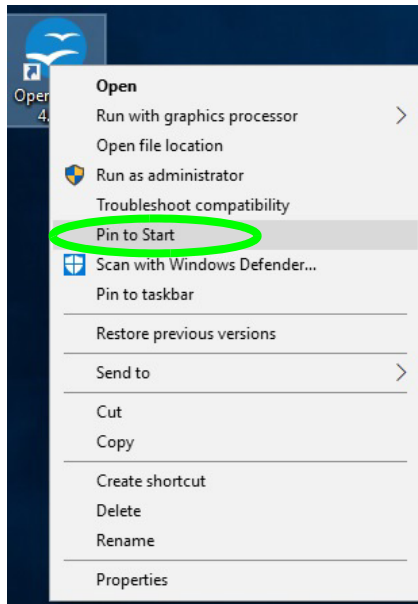 Oper
4.
Open
Run with graphics processor
Open file location
Run as administrator
Troubleshoot compatibility
Pin to Start
Scan with Windows Defender...
Pin to taskbar
Restore previous versions
Send to
Cut
Copy
Create shortcut
Delete
Rename
Properties